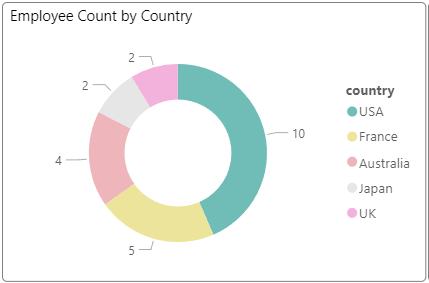 Employee Count by Country
2
2
10
4
5
country
USA
France
Australia
Japan
UK